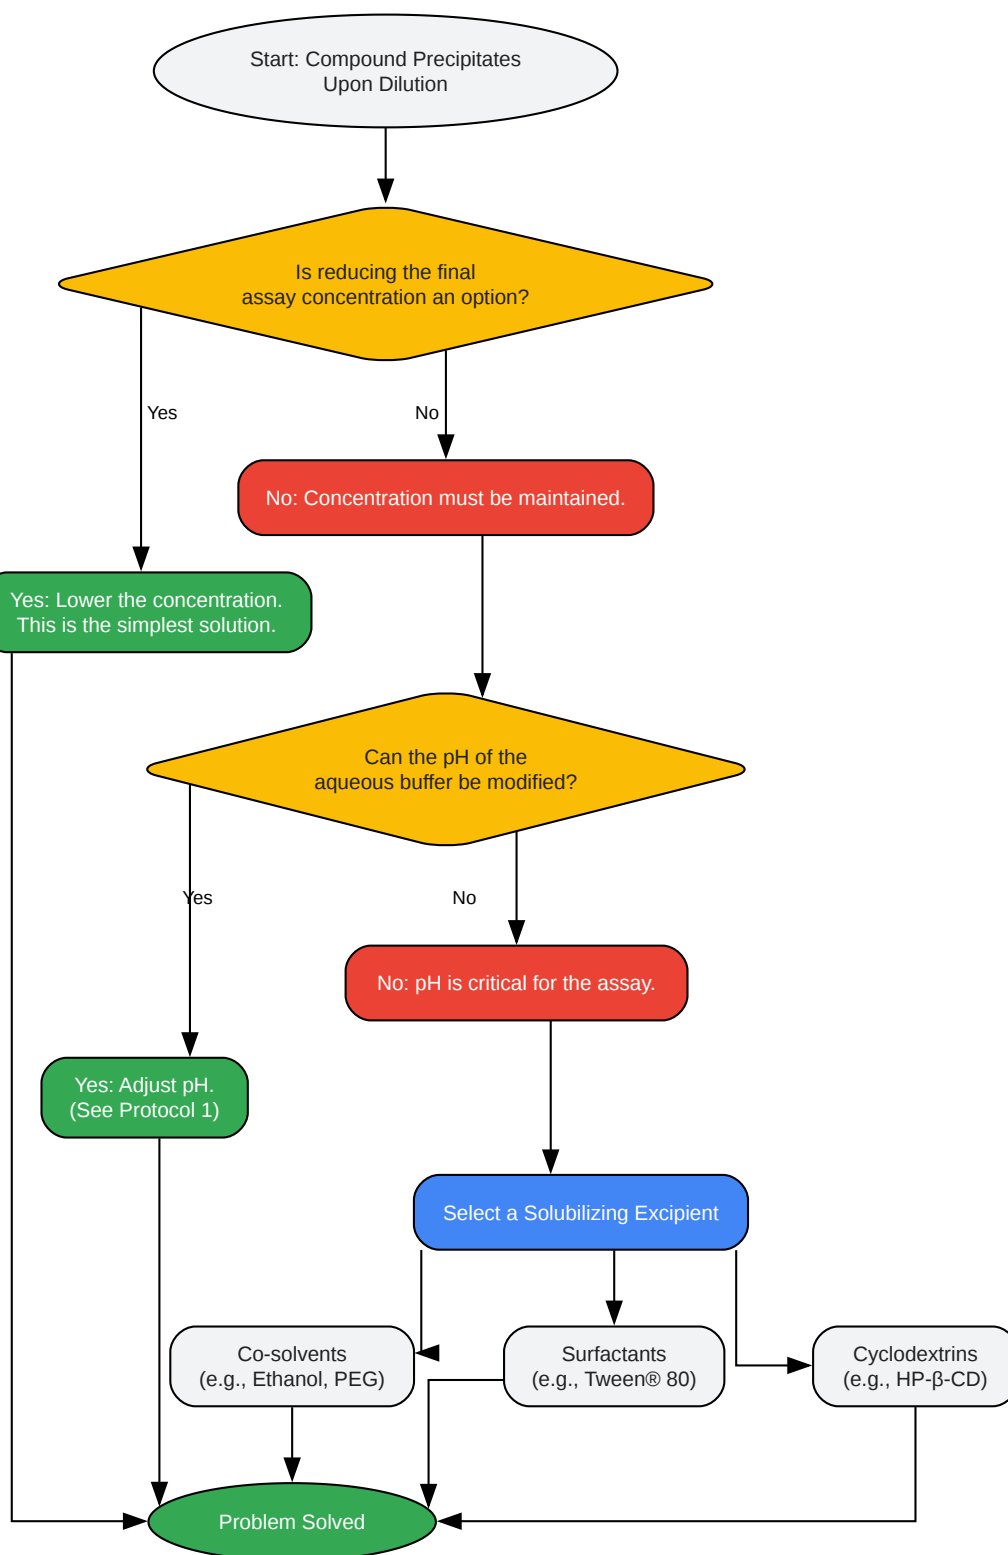 Start: Compound Precipitates
Upon Dilution
Is reducing the final
assay concentration an option?
Yes
No
No: Concentration must be maintained.
Yes: Lower the concentration.
This is the simplest solution.
Can the pH of the
aqueous buffer be modified?
Yes
No
No: pH is critical for the assay.
Yes: Adjust pH.
(See Protocol 1)
Select a Solubilizing Excipient
Co-solvents
(e.g., Ethanol, PEG)
Surfactants
(e.g., Tween® 80)
Cyclodextrins
(e.g., HP-β-CD)
Problem Solved